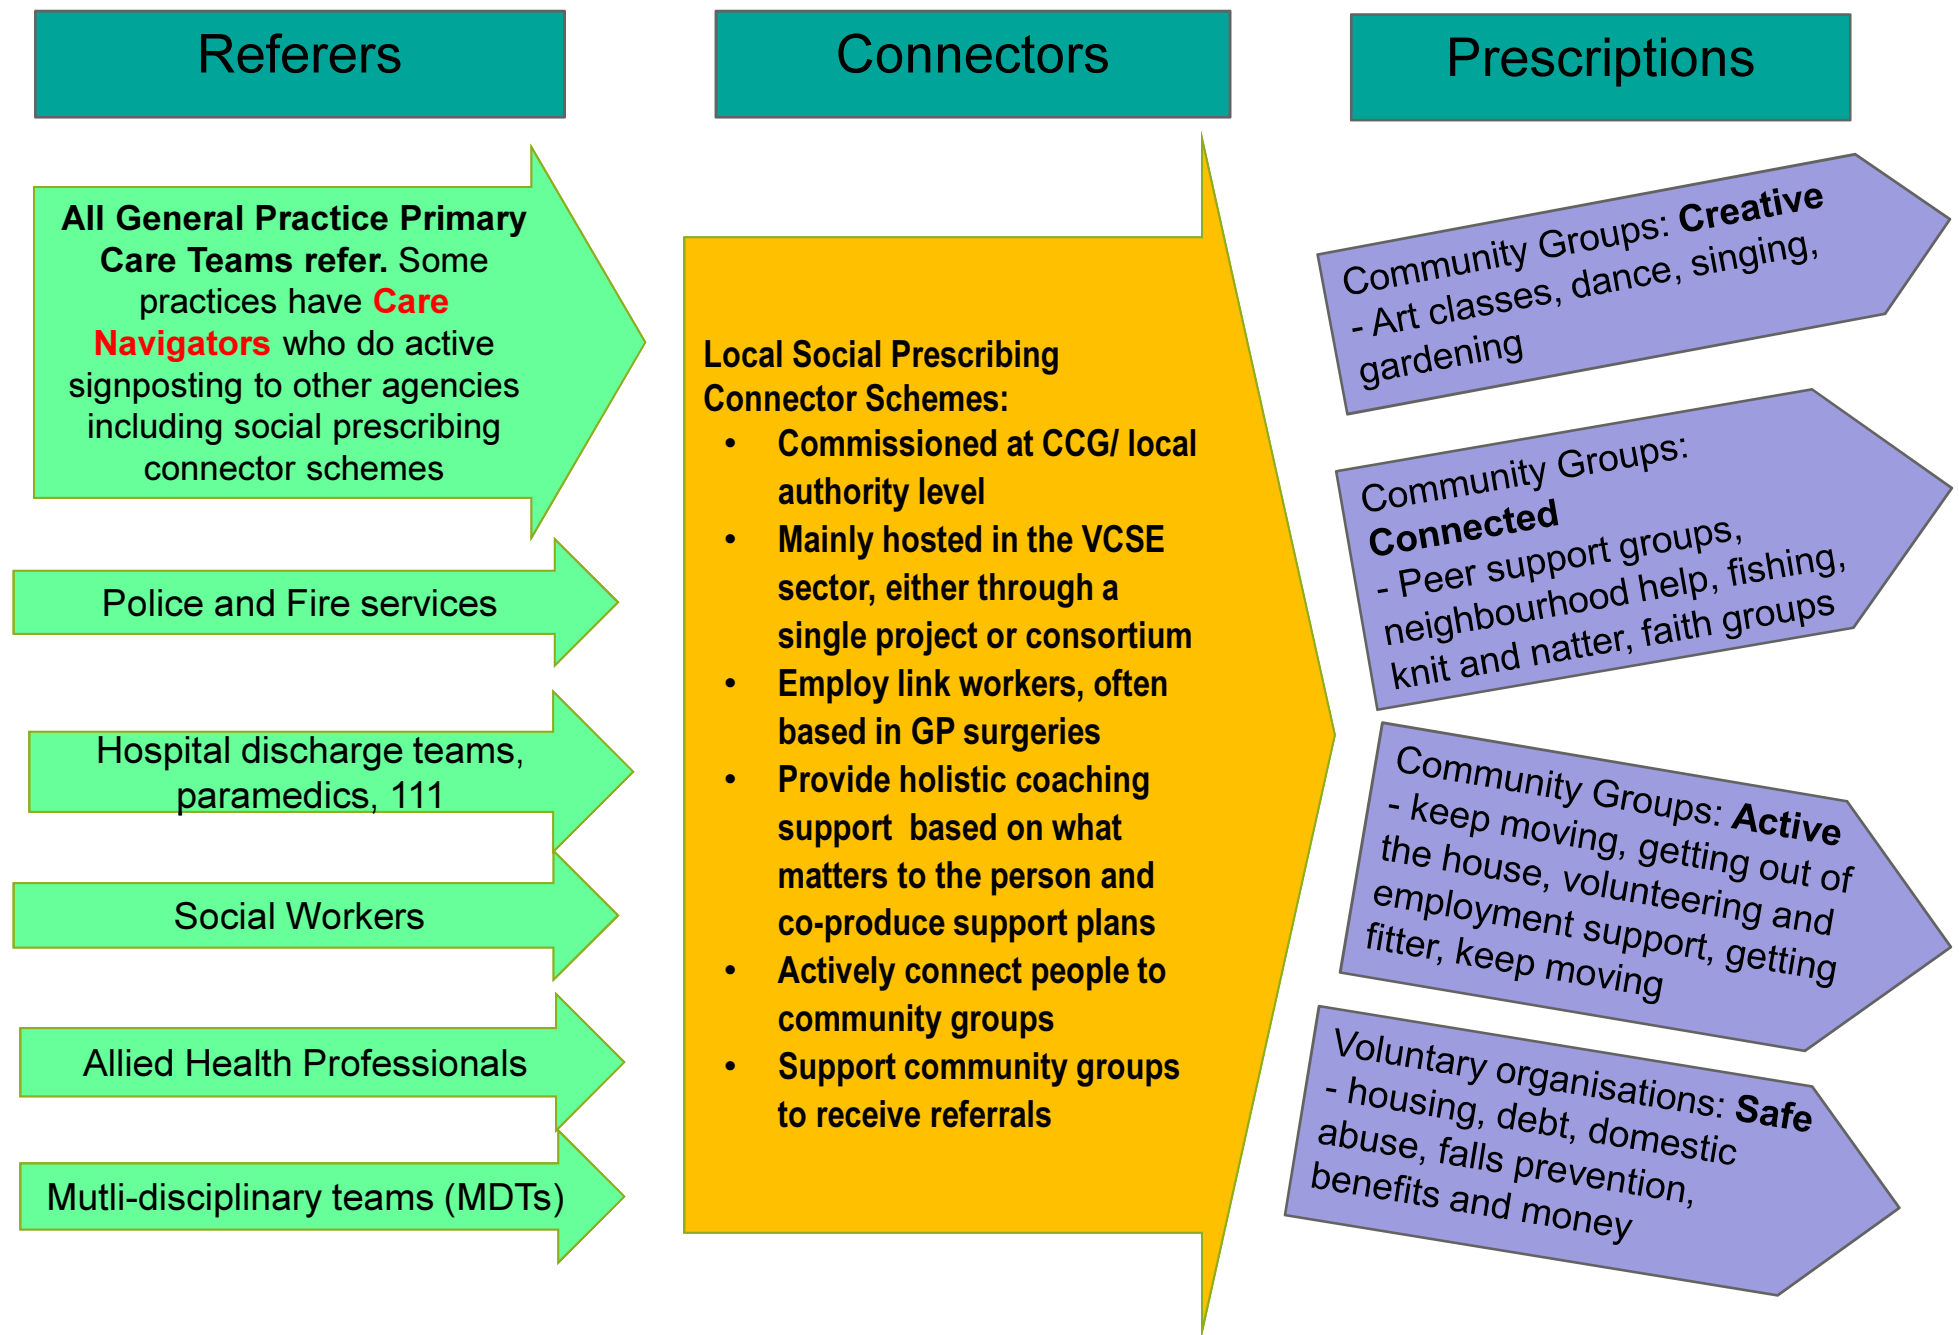 Referers
All General Practice Primary
Care Teams refer. Some
practices have Care
Navigators who do active
signposting to other agencies
including social prescribing
connector schemes
Police and Fire services
Hospital discharge teams,
paramedics, 111
Social Workers
Allied Health Professionals
Mutli-disciplinary teams (MDTs)
Connectors
Local Social Prescribing
Connector Schemes:
• Commissioned at CCG/ local
authority level
• Mainly hosted in the VCSE
sector, either through a
single project or consortium
• Employ link workers, often
based in GP surgeries
• Provide holistic coaching
support based on what
matters to the person and
co-produce support plans
• Actively connect people to
community groups
• Support community groups
to receive referrals
Prescriptions
Community Groups: Creative
- Art classes, dance, singing,
gardening
Community Groups:
Connected
- Peer support groups,
neighbourhood help, fishing,
knit and natter, faith groups
Community Groups: Active
- keep moving, getting out of
the house, volunteering and
employment support, getting
fitter, keep moving
Voluntary organisations: Safe
- housing, debt, domestic
abuse, falls prevention,
benefits and money